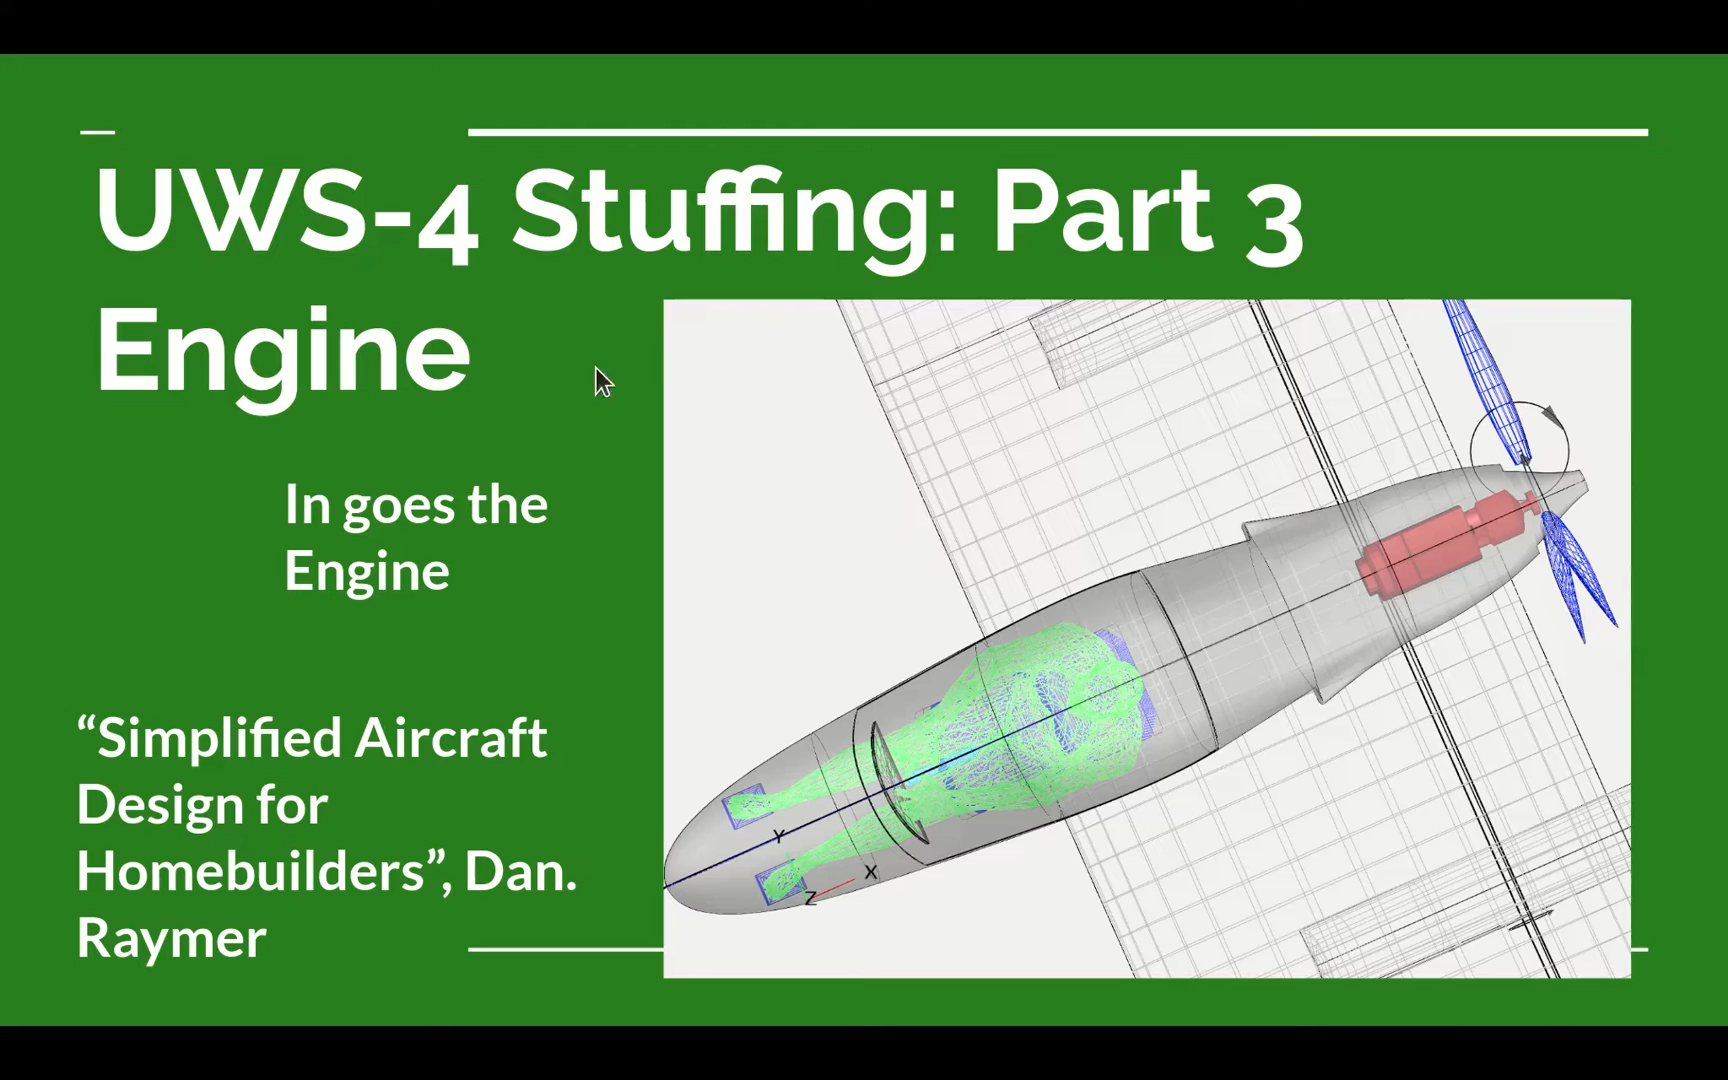 UWS-4 Stuffing: Part 3
Engine
In goes the
Engine
“Simplified Aircraft
Design for
Homebuilders”, Dan.
Raymer
Y
X
Z